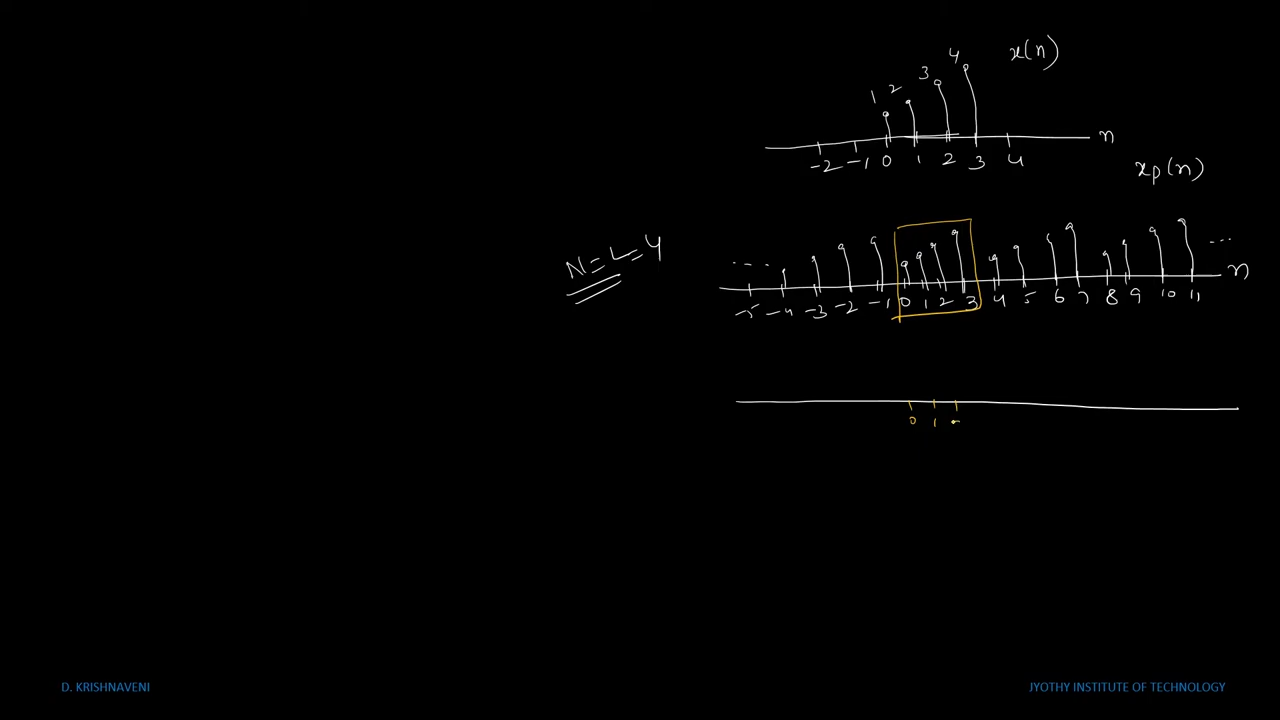 4
3
x(n)
1 2
n
-2 -1 0 1 2 3 4
xp(n)
N=L=4
....
...
n
-5 -4 -3 -2 -1 0 1 2 3 4 5 6 7 8 9 10 11
0 1
D. KRISHNAVENI
JYOTHY INSTITUTE OF TECHNOLOGY